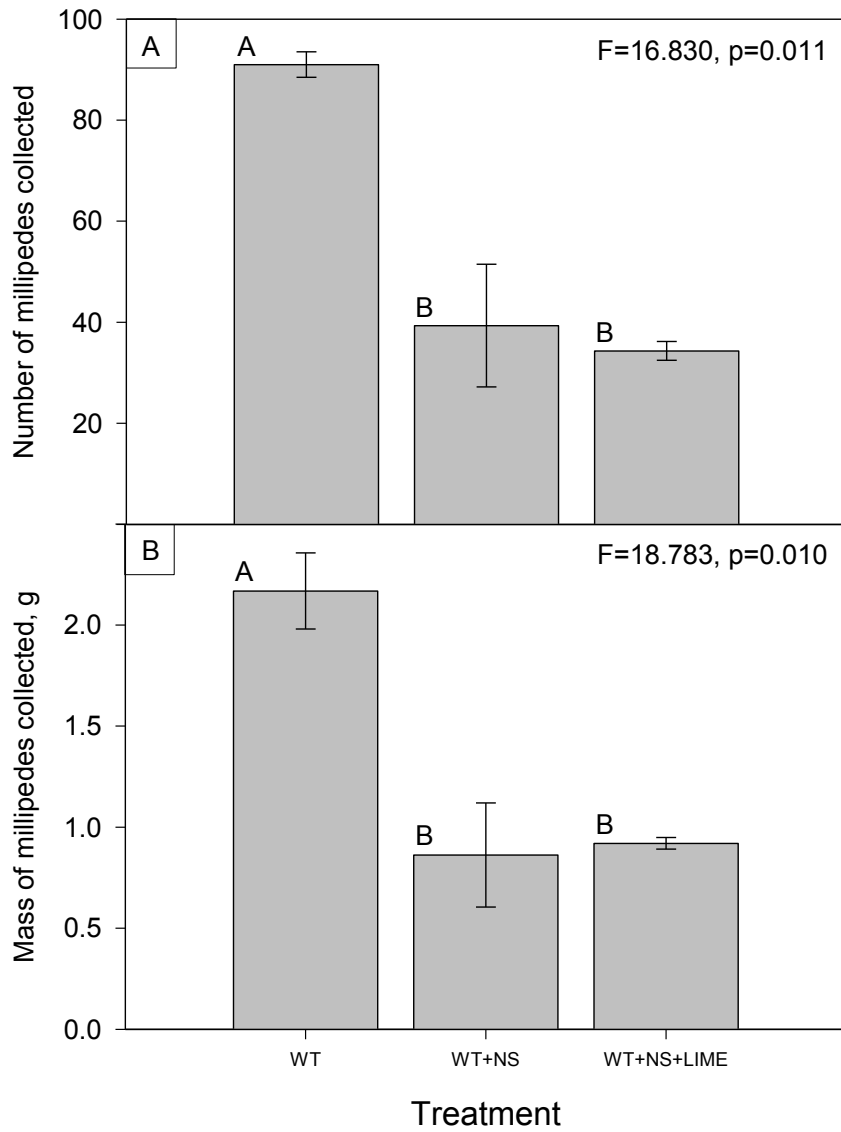 100
A
A
F=16.830, p=0.011
80
60
B
B
40
20
Number of millipedes collected
B
F=18.783, p=0.010
A
2.0
1.5
B
B
1.0
0.5
0.0
Mass of millipedes collected, g
WT
WT+NS
WT+NS+LIME
Treatment